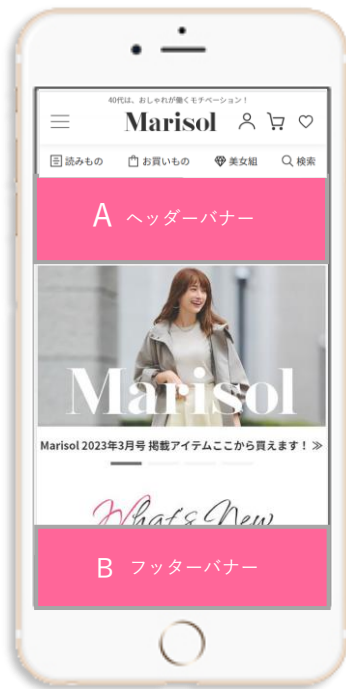 40代は、おしゃれが働くモチベーション！
Marisol
読みもの お買いもの 美女組 検索
A ヘッダーバナー
Marisol
Marisol 2023年3月号 掲載アイテムここから買えます！ ≫
What's New
B フッターバナー